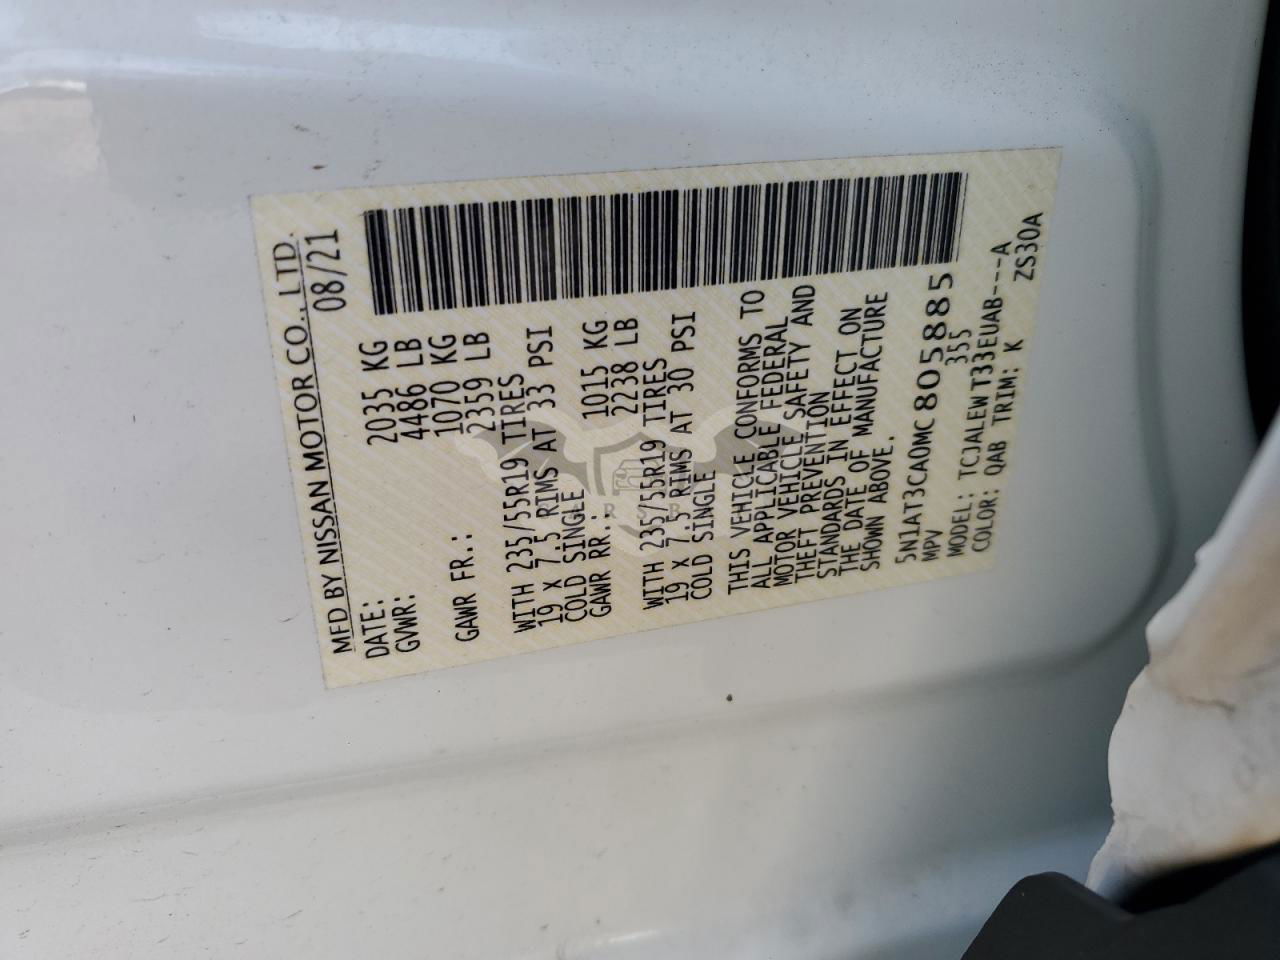 MFD BY NISSAN MOTOR CO., LTD.
DATE: 08/21
GVWR: 2035 KG
4486 LB
GAWR FR.: 1070 KG
2359 LB
WITH 235/55R19 TIRES
19 X 7.5 RIMS AT 33 PSI
COLD SINGLE
GAWR RR.: 1015 KG
2238 LB
WITH 235/55R19 TIRES
19 X 7.5 RIMS AT 30 PSI
COLD SINGLE
THIS VEHICLE CONFORMS TO
ALL APPLICABLE FEDERAL
MOTOR VEHICLE SAFETY AND
THEFT PREVENTION
STANDARDS IN EFFECT ON
THE DATE OF MANUFACTURE
SHOWN ABOVE.
5N1AT3CA0MC805885
MPV 355
MODEL: TCJALEWT33EUAB----A
COLOR: QAB TRIM: K ZS30A